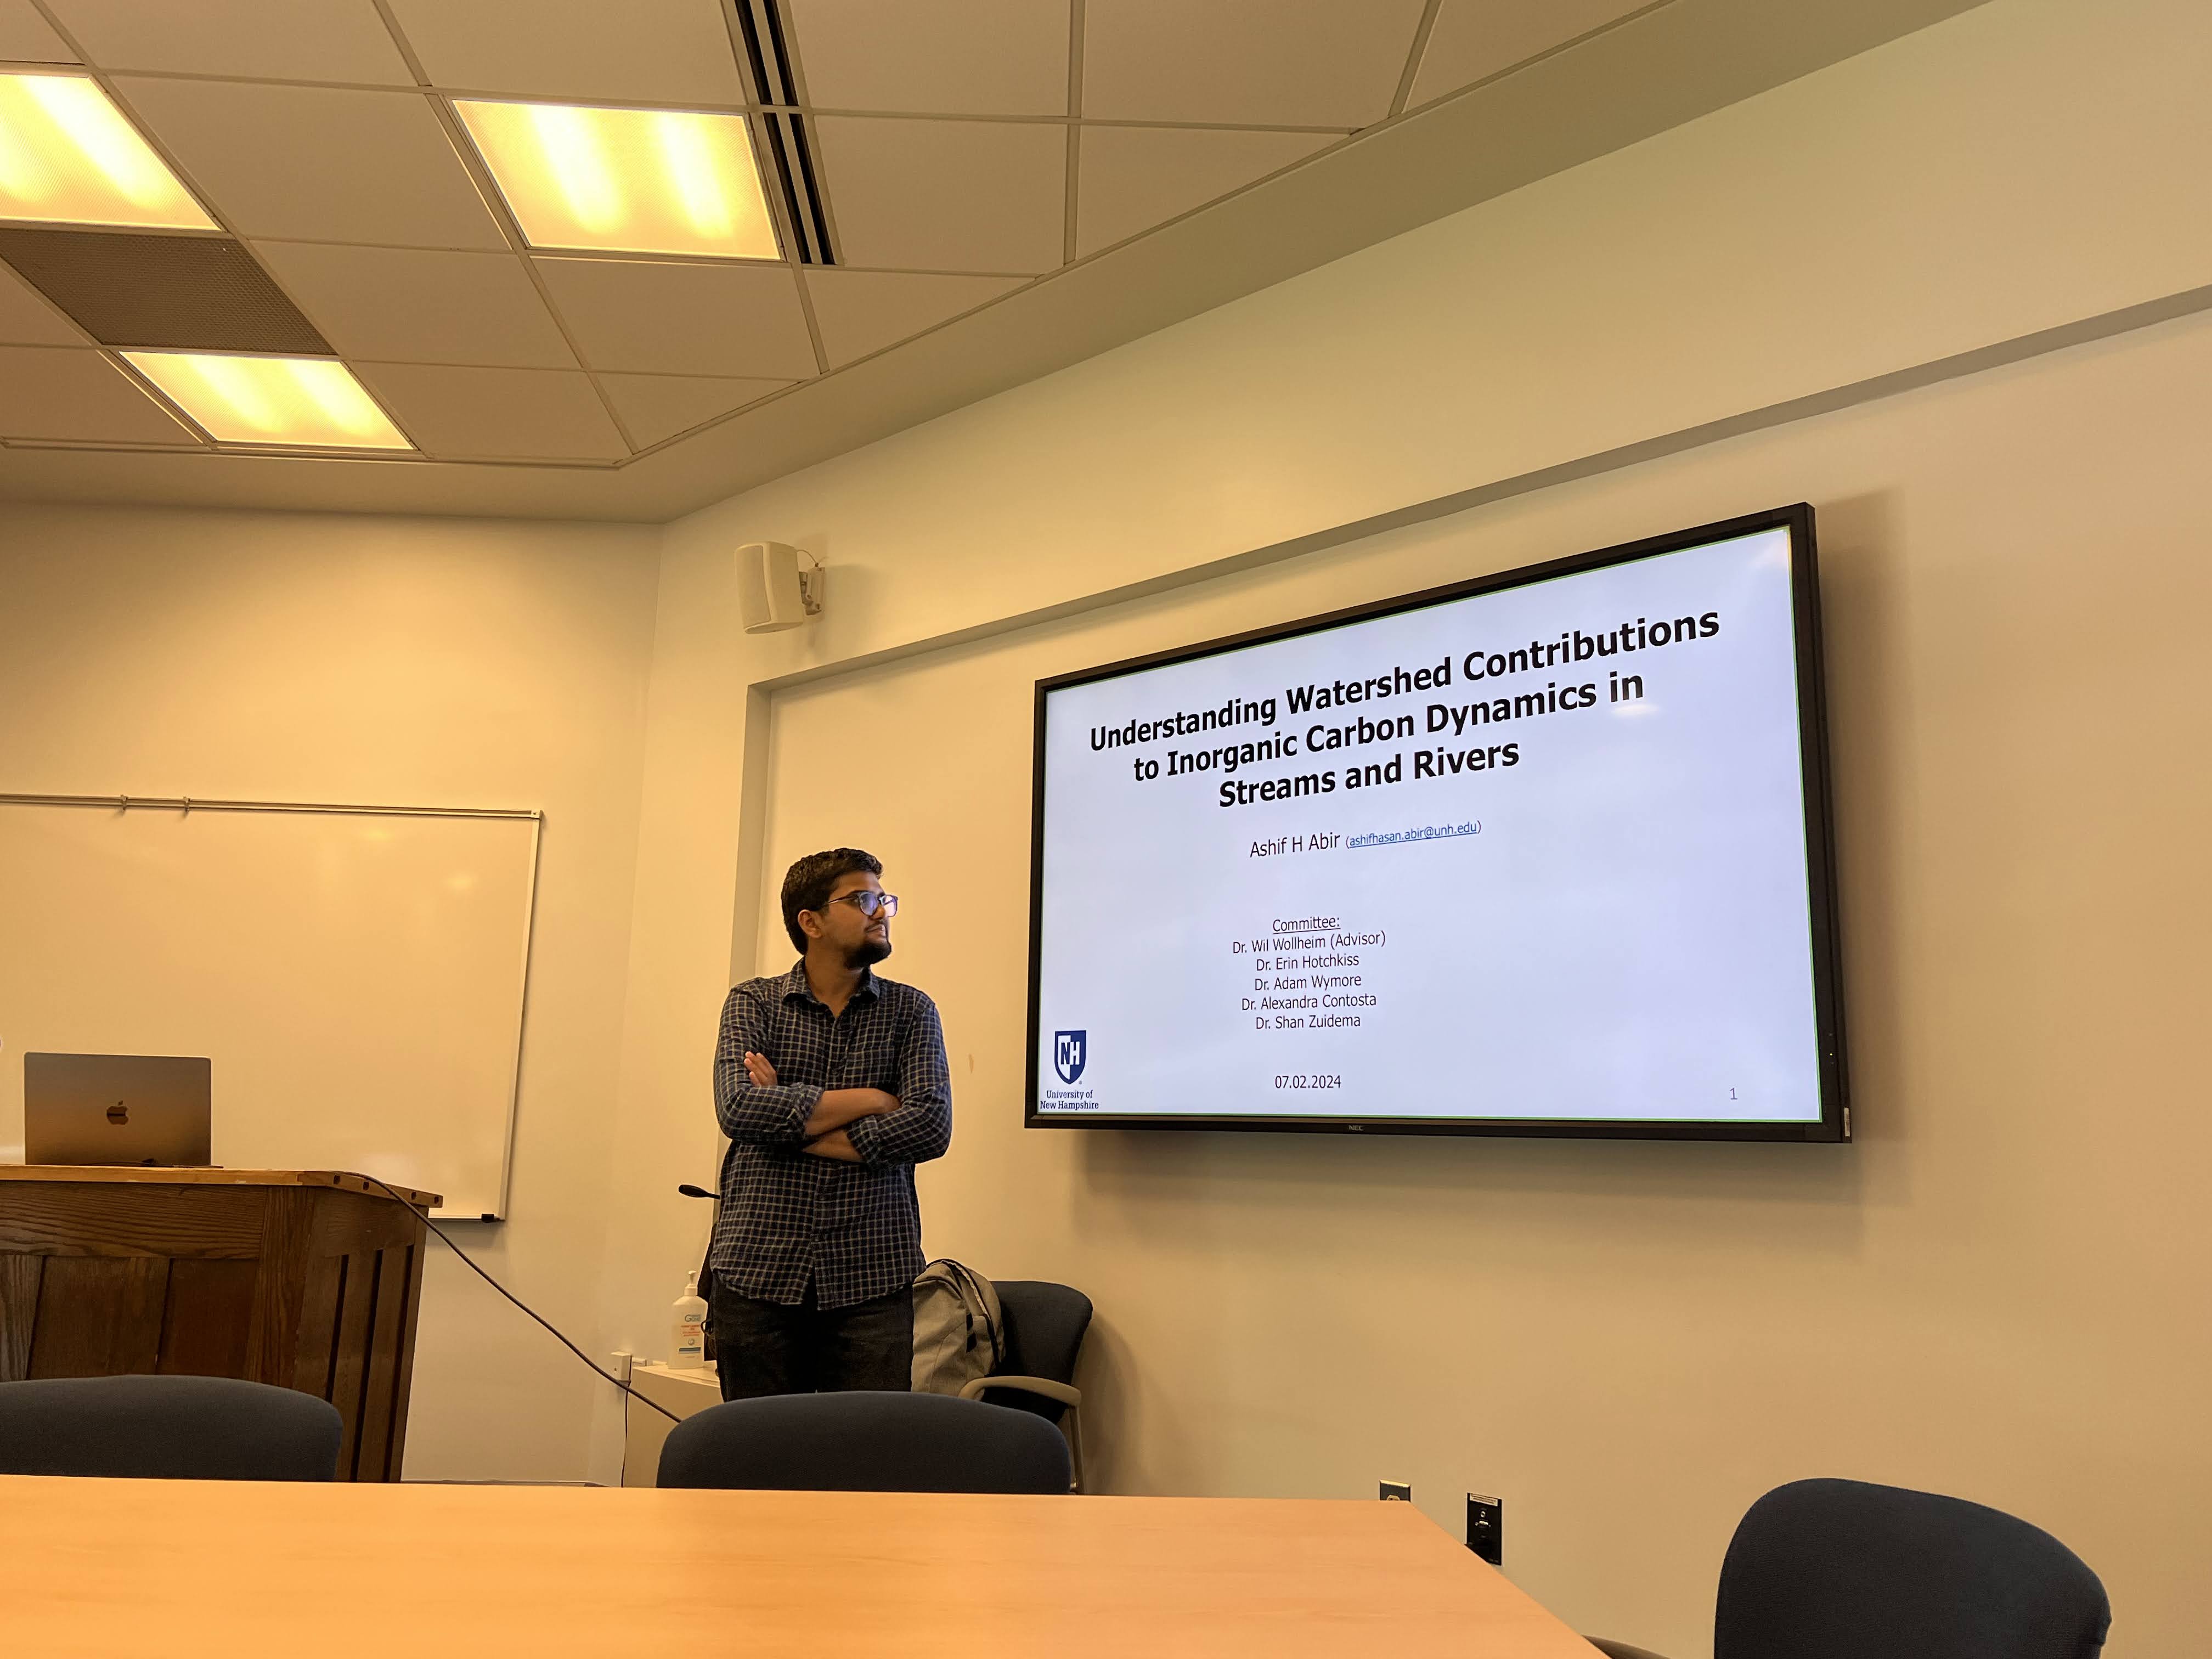 Understanding Watershed Contributions
to Inorganic Carbon Dynamics in
Streams and Rivers
Ashif H Abir (ashifhasan.abir@unh.edu)
Committee:
Dr. Wil Wollheim (Advisor)
Dr. Erin Hotchkiss
Dr. Adam Wymore
Dr. Alexandra Contosta
Dr. Shan Zuidema
NH
University of
New Hampshire
07.02.2024
1
NEC